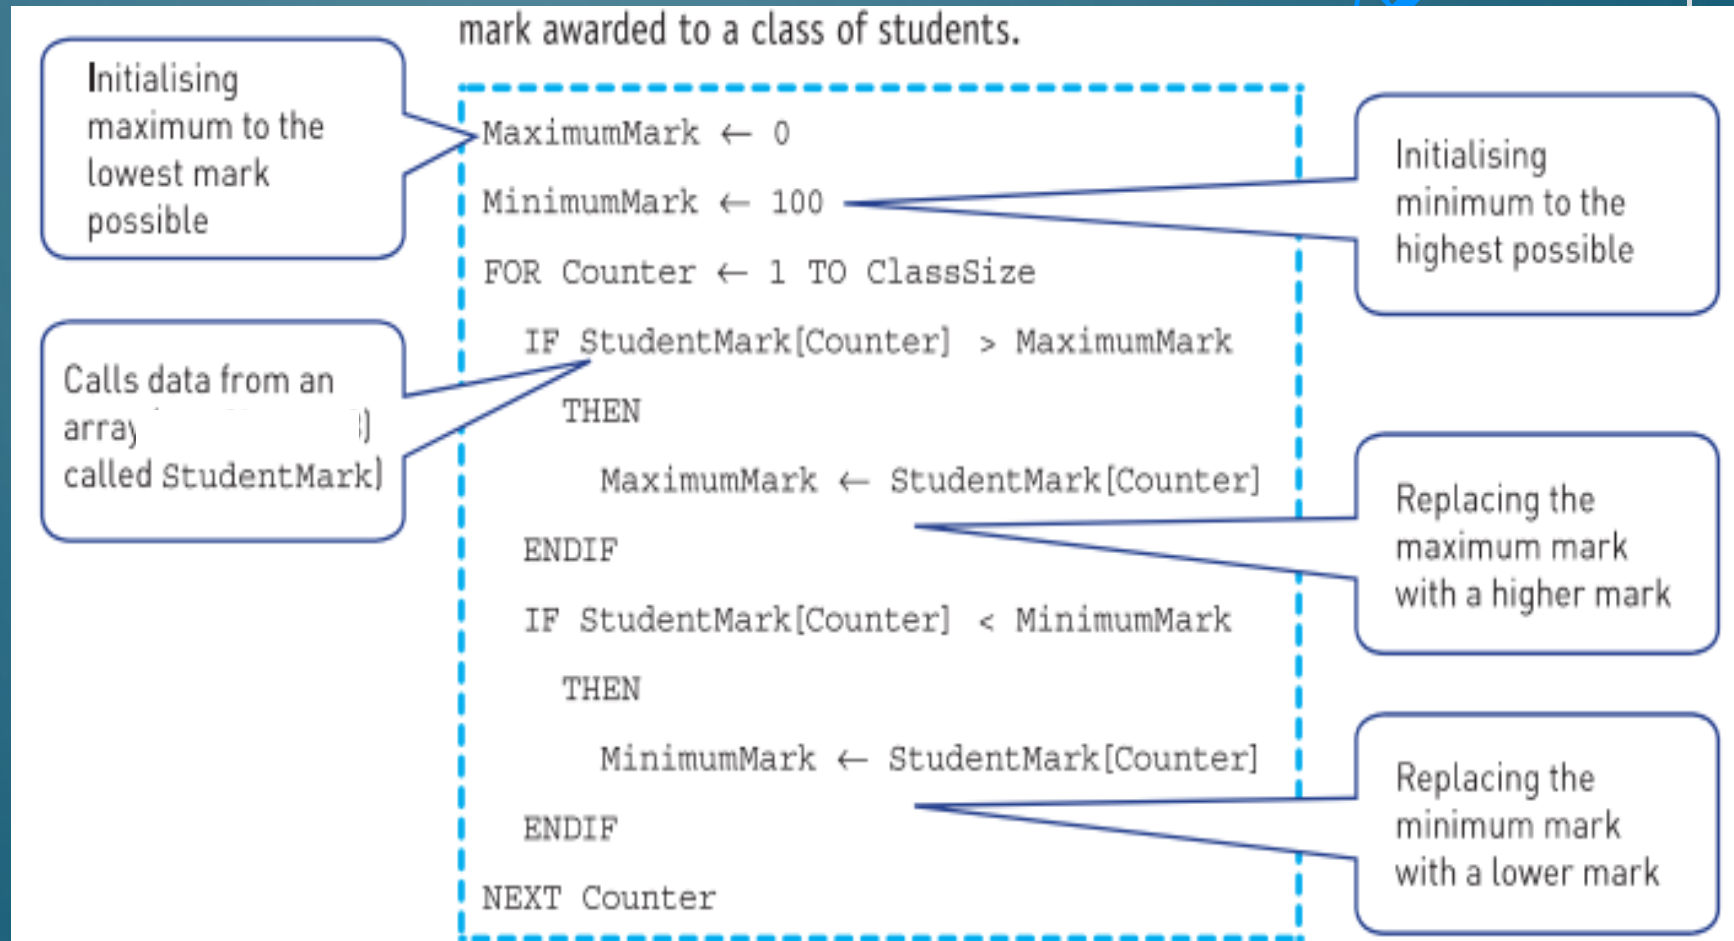 mark awarded to a class of students.
Initialising
maximum to the
lowest mark
possible
MaximumMark ← 0
MinimumMark ← 100
Initialising
minimum to the
highest possible
FOR Counter ← 1 TO ClassSize
IF StudentMark[Counter] > MaximumMark
Calls data from an
array
called StudentMark)
THEN
MaximumMark ← StudentMark[Counter]
Replacing the
maximum mark
with a higher mark
ENDIF
IF StudentMark[Counter] < MinimumMark
THEN
MinimumMark ← StudentMark[Counter]
Replacing the
minimum mark
with a lower mark
ENDIF
NEXT Counter